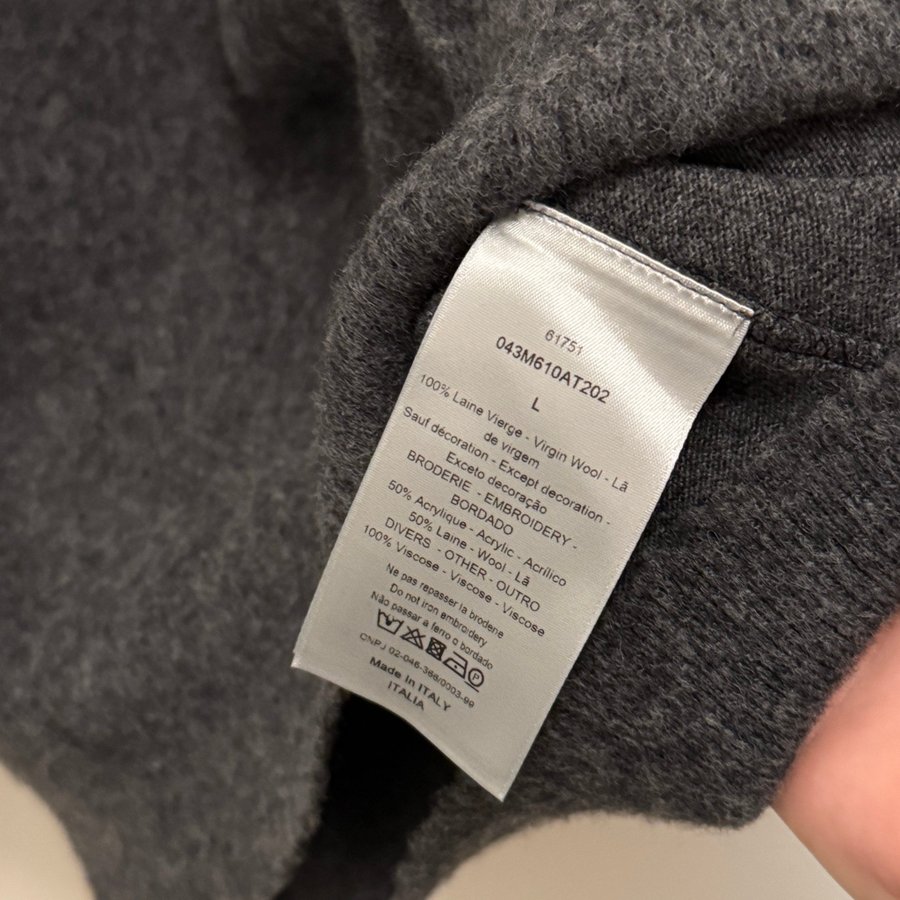 61751
043M610AT202
L
100% Laine Vierge - Virgin Wool - Lã
de virgem
Sauf décoration - Except decoration -
Exceto decoração
BRODERIE - EMBROIDERY -
BORDADO
50% Acrylique - Acrylic - Acrílico
50% Laine - Wool - Lã
DIVERS - OTHER - OUTRO
100% Viscose - Viscose - Viscose
Ne pas repasser la broderie
Do not iron embroidery
Não passar a ferro o bordado
P
CNPJ 02-046-366/0003-99
Made In ITALY
ITALIA